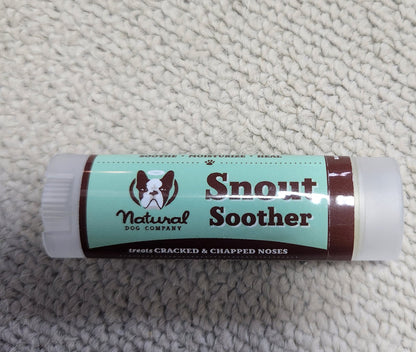 SOOTHE • MOISTURIZE • HEAL
Snout
Soother
Natural
DOG COMPANY
treats CRACKED & CHAPPED NOSES